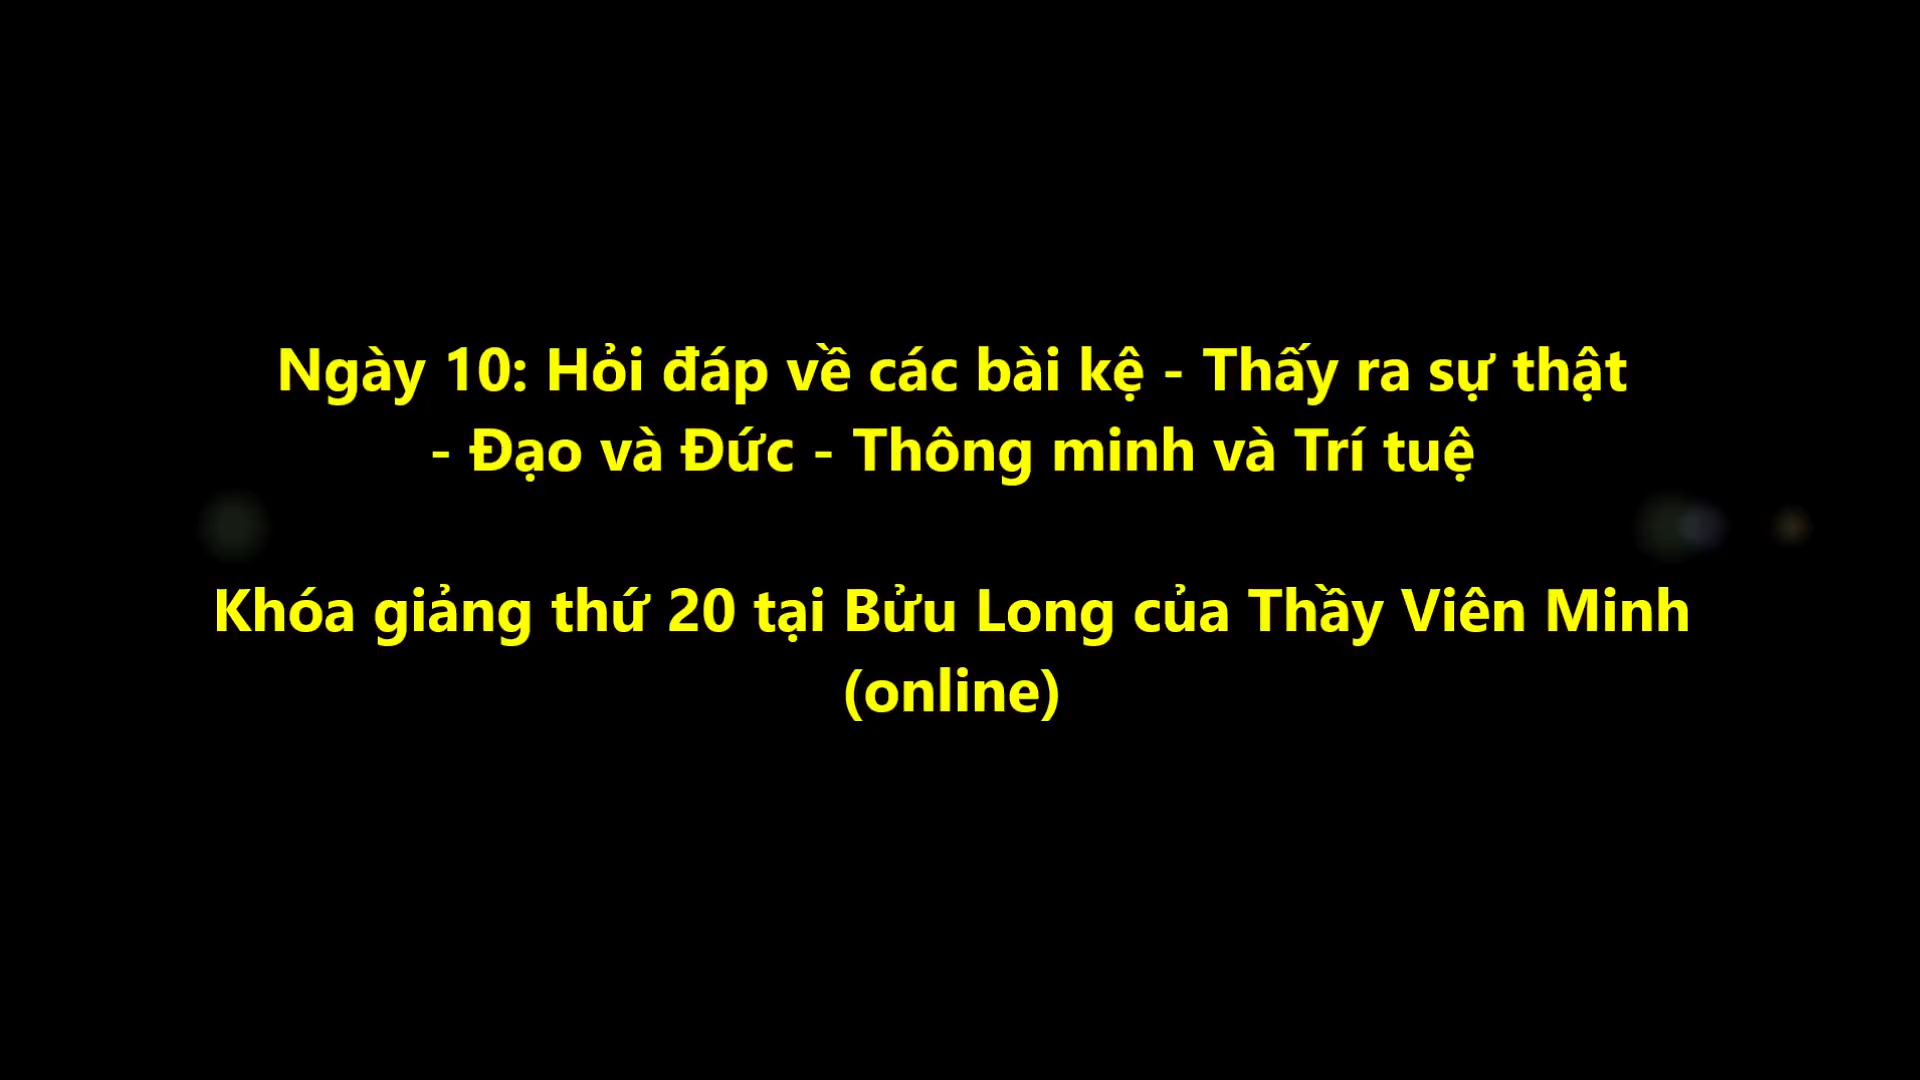 Ngày 10: Hỏi đáp về các bài kệ - Thấy ra sự thật
- Đạo và Đức - Thông minh và Trí tuệ
Khóa giảng thứ 20 tại Bửu Long của Thầy Viên Minh
(online)